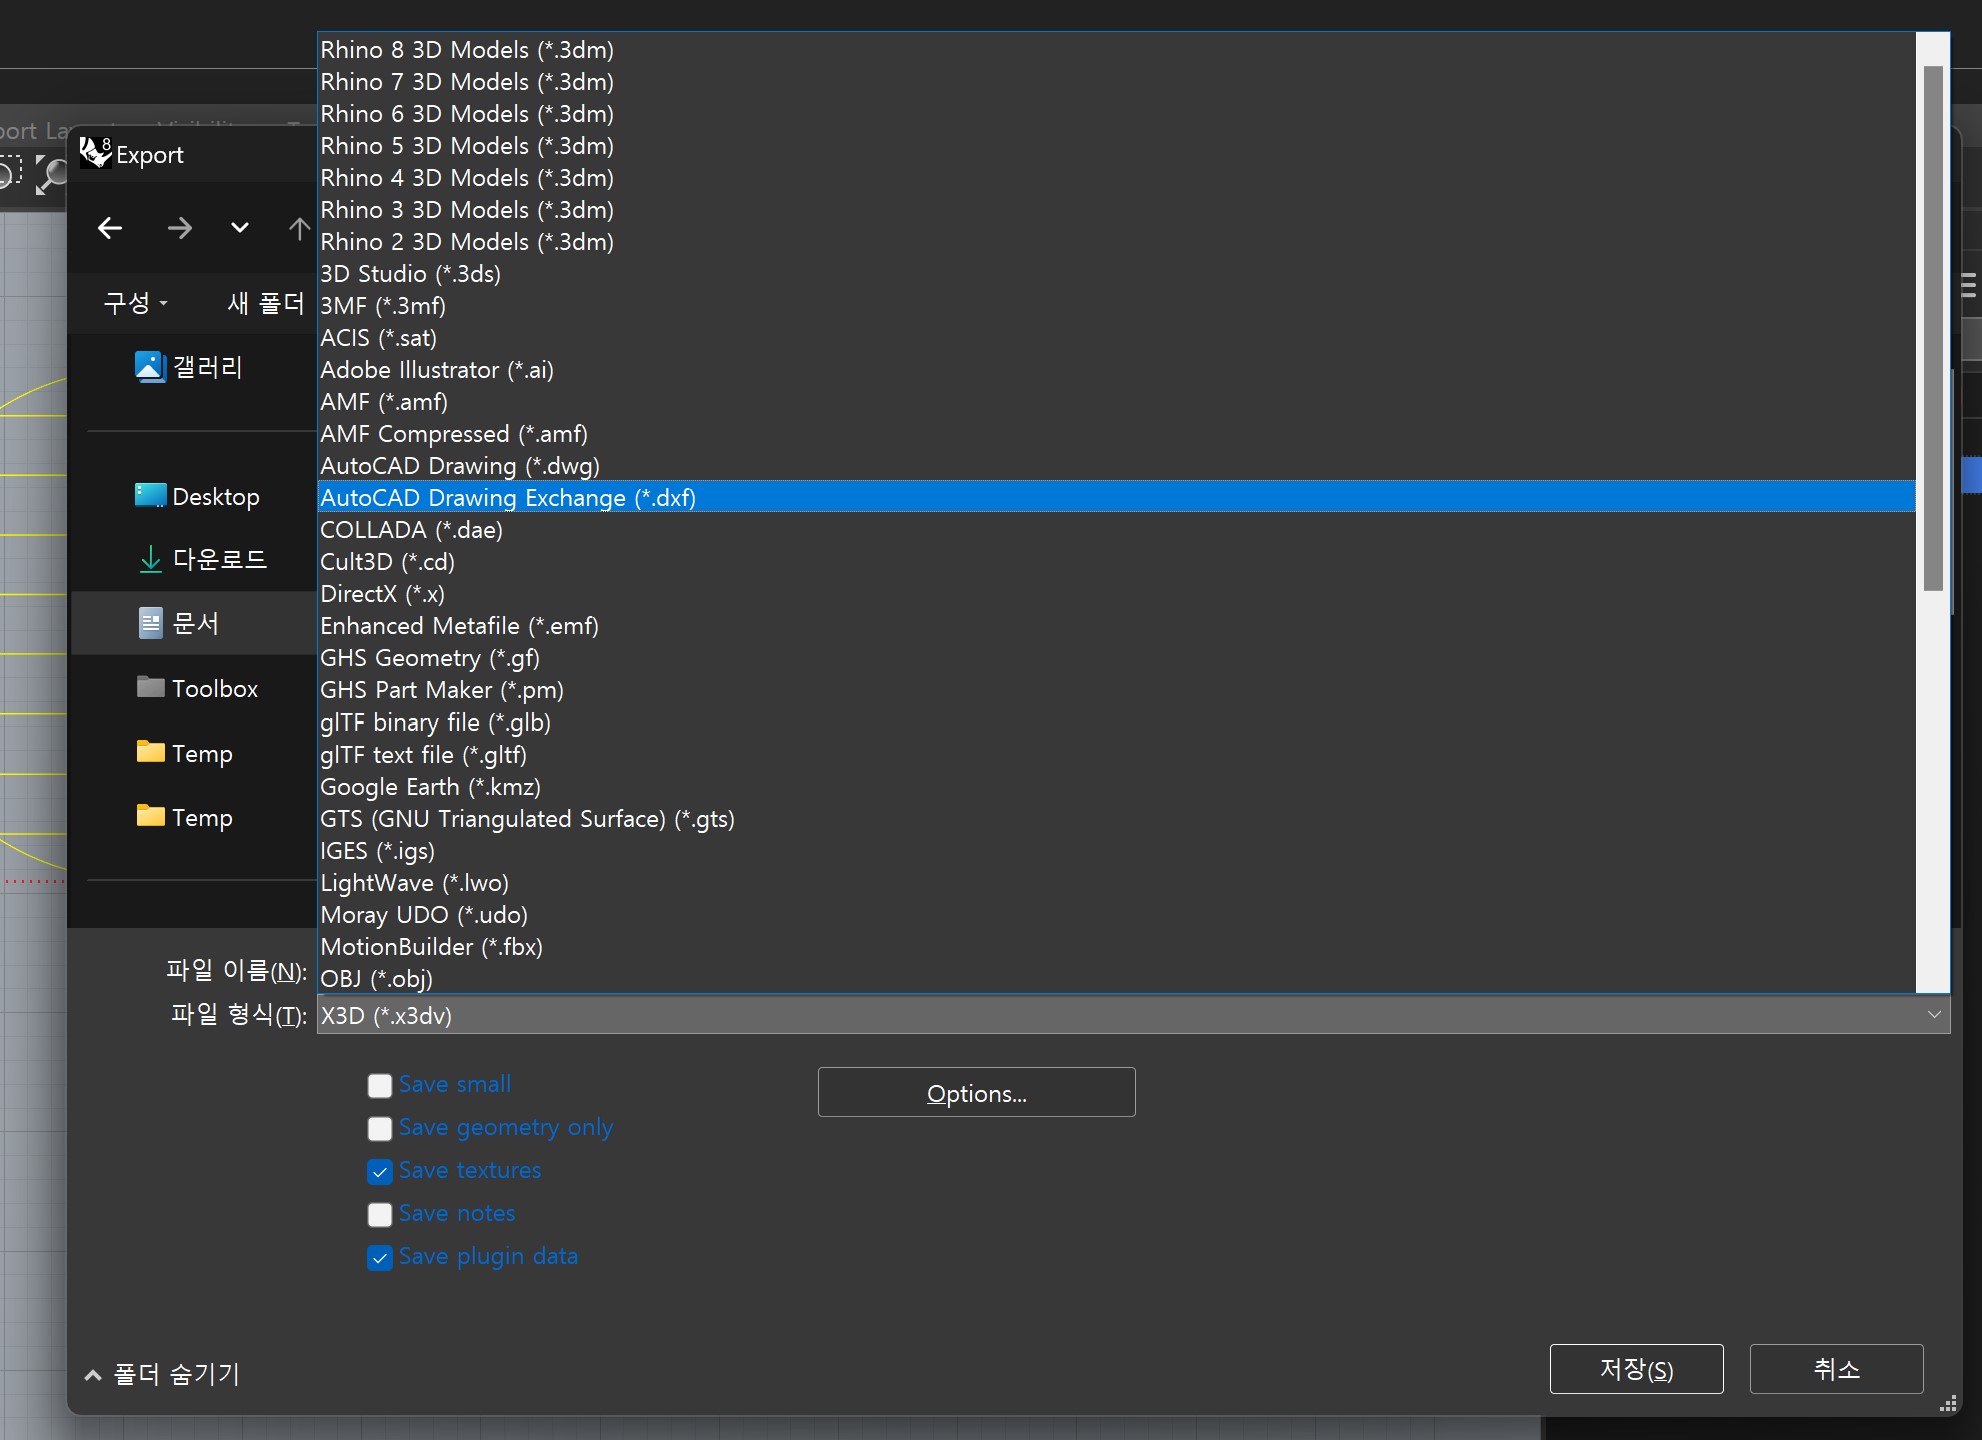 Rhino 8 3D Models (*.3dm)
Rhino 7 3D Models (*.3dm)
Rhino 6 3D Models (*.3dm)
Rhino 5 3D Models (*.3dm)
Rhino 4 3D Models (*.3dm)
Rhino 3 3D Models (*.3dm)
Rhino 2 3D Models (*.3dm)
3D Studio (*.3ds)
3MF (*.3mf)
ACIS (*.sat)
Adobe Illustrator (*.ai)
AMF (*.amf)
AMF Compressed (*.amf)
AutoCAD Drawing (*.dwg)
AutoCAD Drawing Exchange (*.dxf)
COLLADA (*.dae)
Cult3D (*.cd)
DirectX (*.x)
Enhanced Metafile (*.emf)
GHS Geometry (*.gf)
GHS Part Maker (*.pm)
glTF binary file (*.glb)
glTF text file (*.gltf)
Google Earth (*.kmz)
GTS (GNU Triangulated Surface) (*.gts)
IGES (*.igs)
LightWave (*.lwo)
Moray UDO (*.udo)
MotionBuilder (*.fbx)
OBJ (*.obj)
8
Export
구성
새 폴더
갤러리
Desktop
다운로드
문서
Toolbox
Temp
Temp
파일 이름(N):
파일 형식(T): X3D (*.x3dv)
Save small
Options...
Save geometry only
Save textures
Save notes
Save plugin data
폴더 숨기기
저장(S)
취소